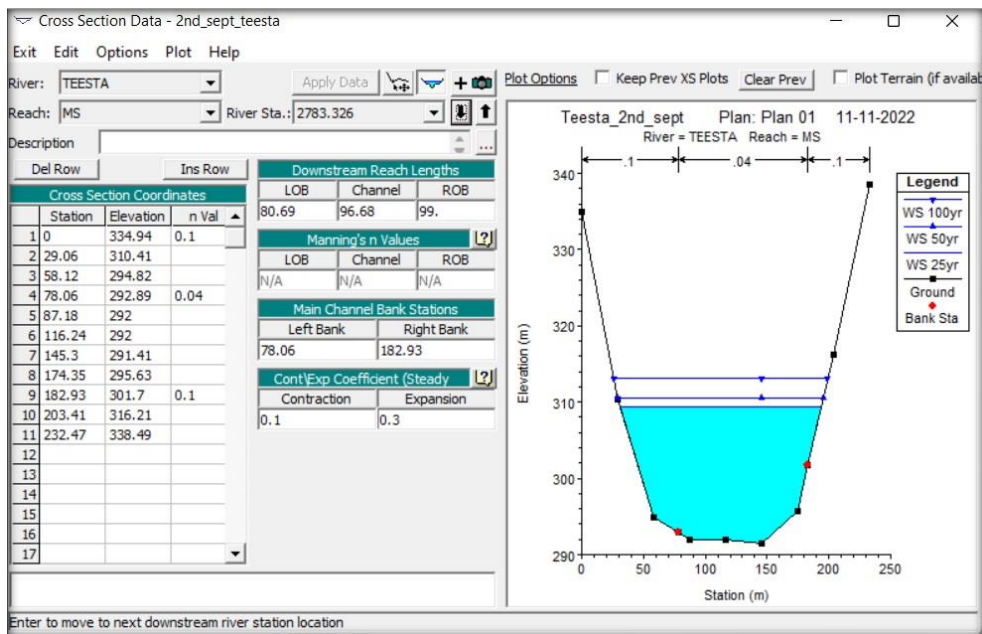 Cross Section Data - 2nd_sept_teesta
Exit Edit Options Plot Help
River: TEESTA Apply Data
Reach: MS River Sta.: 2783.326
Description ...
Del Row Ins Row
Cross Section Coordinates
Station Elevation n Val
1 0 334.94 0.1
2 29.06 310.41
3 58.12 294.82
4 78.06 292.89 0.04
5 87.18 292
6 116.24 292
7 145.3 291.41
8 174.35 295.63
9 182.93 301.7 0.1
10 203.41 316.21
11 232.47 338.49
12
13
14
15
16
17
Downstream Reach Lengths
LOB Channel ROB
80.69 96.68 99.
Manning's n Values
LOB Channel ROB
N/A N/A N/A
Main Channel Bank Stations
Left Bank Right Bank
78.06 182.93
Cont\Exp Coefficient (Steady
Contraction Expansion
0.1 0.3
Plot Options Keep Prev XS Plots Clear Prev Plot Terrain (if availab
Teesta_2nd_sept Plan: Plan 01 11-11-2022
River = TEESTA Reach = MS
.1 .04 .1
340
330
320
310
300
290
0 50 100 150 200 250
Elevation (m)
Station (m)
Legend
WS 100yr
WS 50yr
WS 25yr
Ground
Bank Sta
Enter to move to next downstream river station location